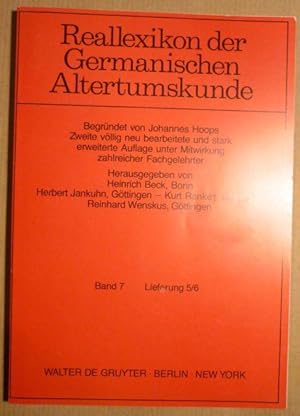 Reallexikon der
Germanischen
Altertumskunde
Begründet von Johannes Hoops
Zweite völlig neu bearbeitete und stark
erweiterte Auflage unter Mitwirkung
zahlreicher Fachgelehrter
Herausgegeben von
Heinrich Beck, Bonn
Herbert Jankuhn, Göttingen – Kurt Ranke,
Reinhard Wenskus, Göttingen
Band 7 Lieferung 5/6
WALTER DE GRUYTER · BERLIN · NEW YORK